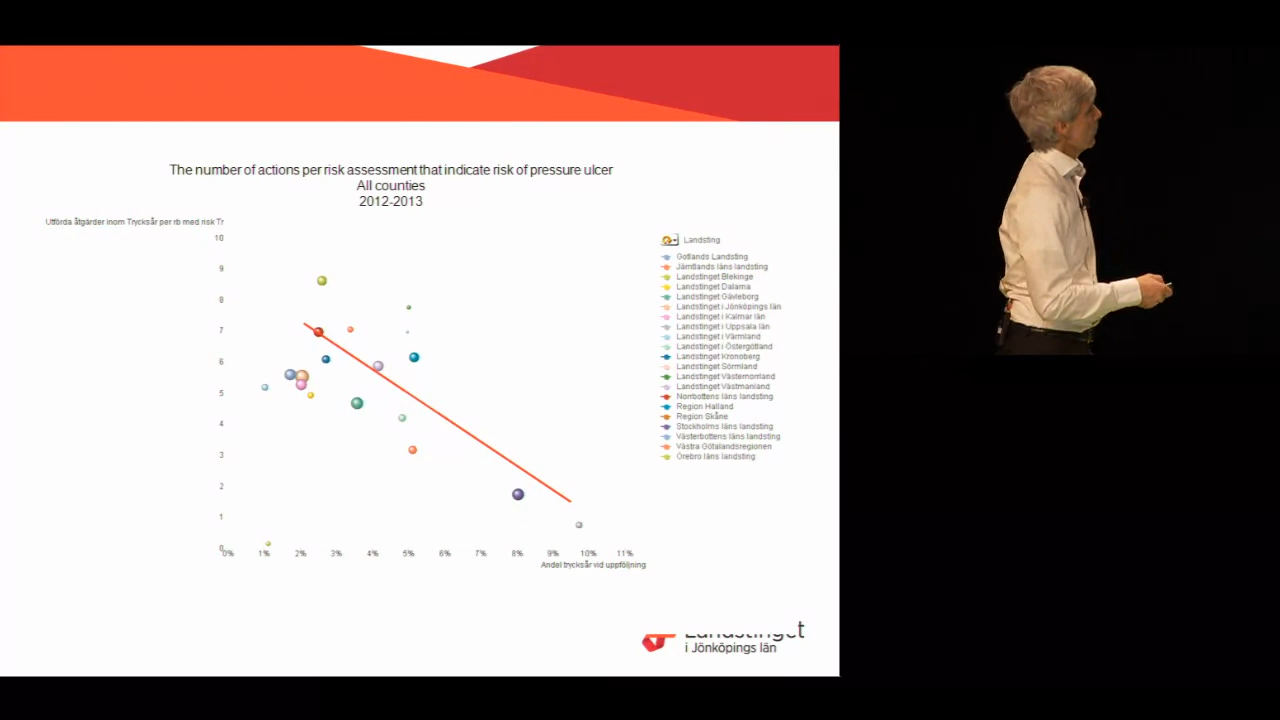 The number of actions per risk assessment that indicate risk of pressure ulcer
All counties
2012-2013
Utförda åtgärder inom Trycksår per rb med risk Tr
10
9
8
7
6
5
4
3
2
1
0
0% 1% 2% 3% 4% 5% 6% 7% 8% 9% 10% 11%
Andel trycksår vid uppföljning
Landsting
Gotlands Landsting
Jämtlands läns landsting
Landstinget Blekinge
Landstinget Dalarna
Landstinget Gävleborg
Landstinget i Jönköpings län
Landstinget i Kalmar län
Landstinget i Uppsala län
Landstinget i Värmland
Landstinget i Östergötland
Landstinget Kronoberg
Landstinget Sörmland
Landstinget Västernorrland
Landstinget Västmanland
Norrbottens läns landsting
Region Halland
Region Skåne
Stockholms läns landsting
Västerbottens läns landsting
Västra Götalandsregionen
Örebro läns landsting
Landstinget
i Jönköpings län